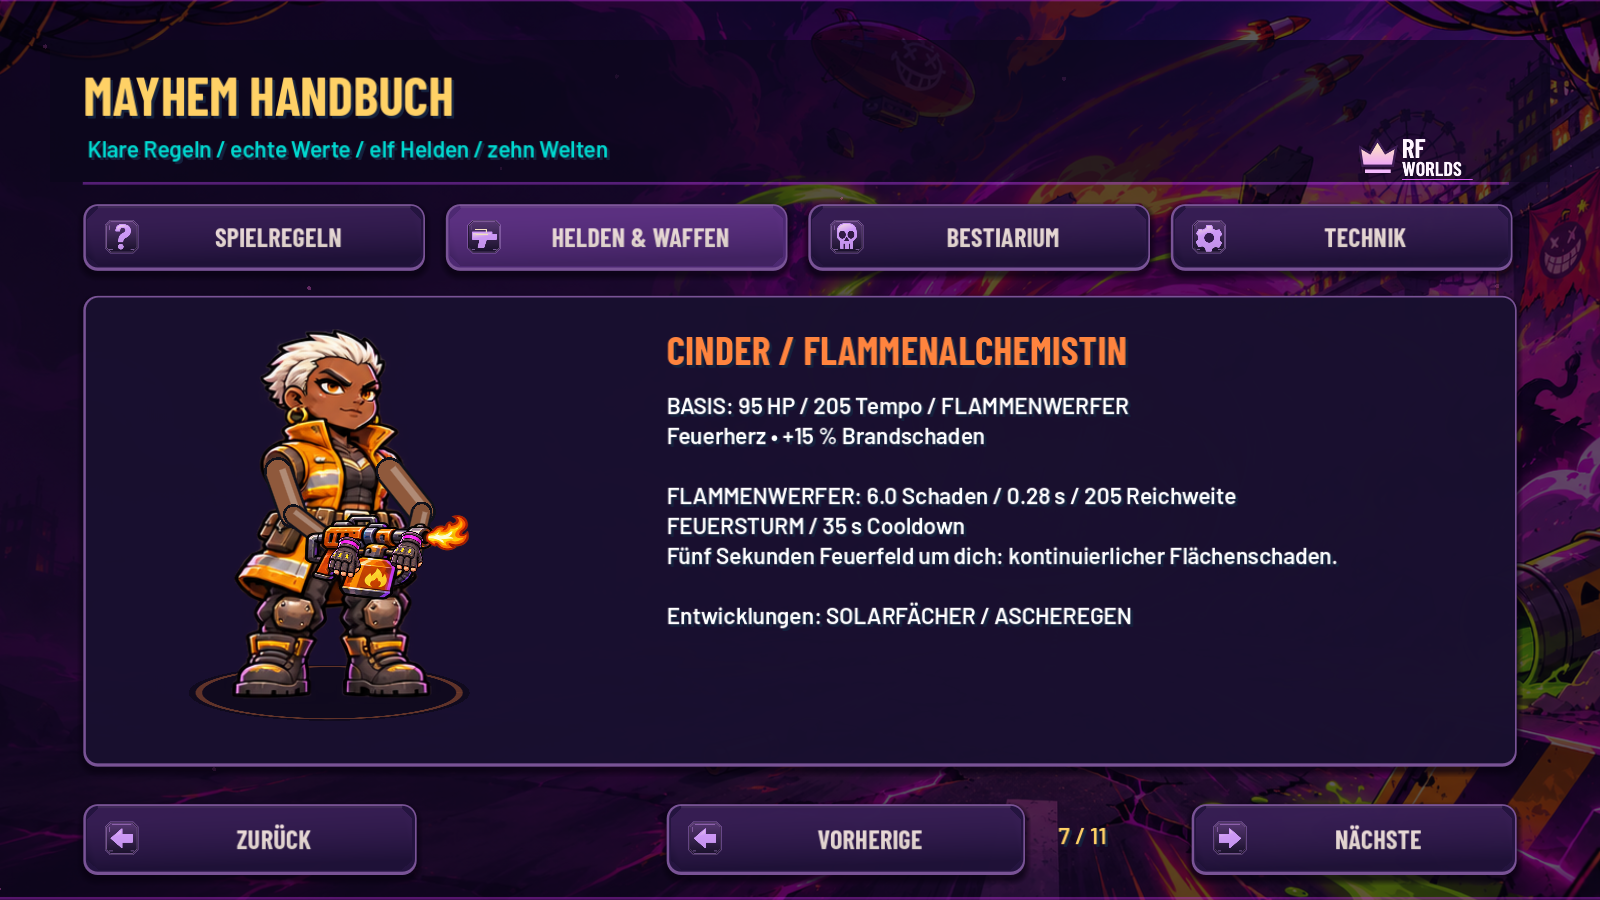 MAYHEM HANDBUCH
Klare Regeln / echte Werte / elf Helden / zehn Welten
RF
WORLDS
SPIELREGELN
HELDEN & WAFFEN
BESTIARIUM
TECHNIK
CINDER / FLAMMENALCHEMISTIN
BASIS: 95 HP / 205 Tempo / FLAMMENWERFER
Feuerherz • +15 % Brandschaden
FLAMMENWERFER: 6.0 Schaden / 0.28 s / 205 Reichweite
FEUERSTURM / 35 s Cooldown
Fünf Sekunden Feuerfeld um dich: kontinuierlicher Flächenschaden.
Entwicklungen: SOLARFÄCHER / ASCHEREGEN
ZURÜCK
VORHERIGE
7 / 11
NÄCHSTE